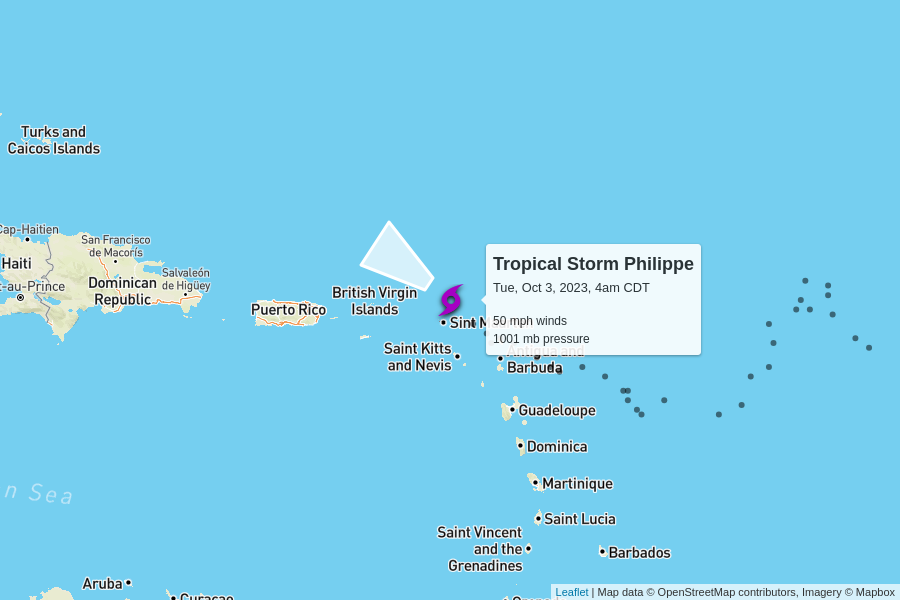 Turks and
Caicos Islands
Cap-Haitien
San Francisco
de Macorís
Haiti
Salvaleón
de Higüey
t-au-Prince
Dominican
Republic
British Virgin
Islands
Puerto Rico
Tropical Storm Philippe
Tue, Oct 3, 2023, 4am CDT
50 mph winds
1001 mb pressure
Sint M
Saint Kitts
and Nevis
Antigua and
Barbuda
Guadeloupe
Dominica
n Sea
Martinique
Saint Lucia
Saint Vincent
and the
Grenadines
Barbados
Aruba
Curaçao
Leaflet | Map data © OpenStreetMap contributors, Imagery © Mapbox